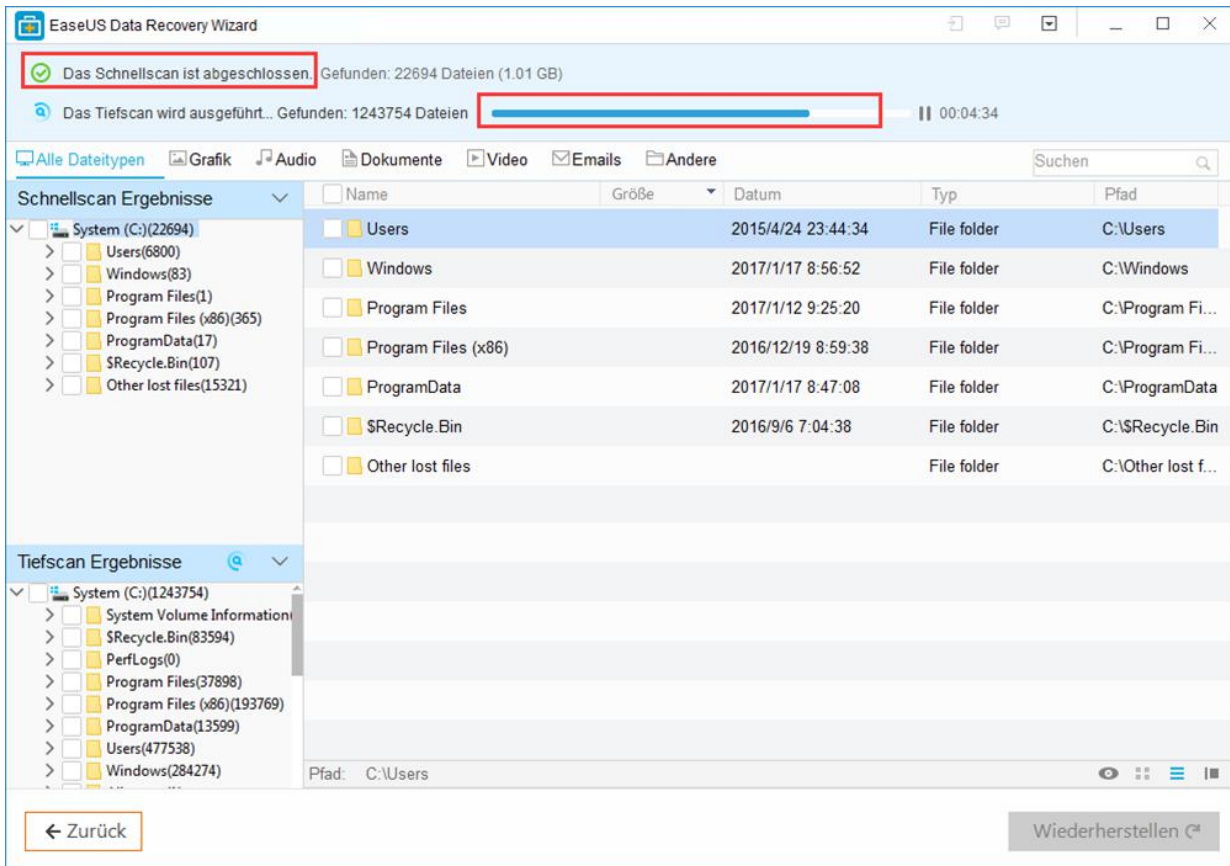 EaseUS Data Recovery Wizard
Das Schnellscan ist abgeschlossen. Gefunden: 22694 Dateien (1.01 GB)
Das Tiefscan wird ausgeführt... Gefunden: 1243754 Dateien 00:04:34
Alle Dateitypen Grafik Audio Dokumente Video Emails Andere Suchen
Schnellscan Ergebnisse
System (C:)(22694)
Users(6800)
Windows(83)
Program Files(1)
Program Files (x86)(365)
ProgramData(17)
$Recycle.Bin(107)
Other lost files(15321)
Name Größe Datum Typ Pfad
Users 2015/4/24 23:44:34 File folder C:\Users
Windows 2017/1/17 8:56:52 File folder C:\Windows
Program Files 2017/1/12 9:25:20 File folder C:\Program Fi...
Program Files (x86) 2016/12/19 8:59:38 File folder C:\Program Fi...
ProgramData 2017/1/17 8:47:08 File folder C:\ProgramData
$Recycle.Bin 2016/9/6 7:04:38 File folder C:\$Recycle.Bin
Other lost files File folder C:\Other lost f...
Tiefscan Ergebnisse
System (C:)(1243754)
System Volume Information(
$Recycle.Bin(83594)
PerfLogs(0)
Program Files(37898)
Program Files (x86)(193769)
ProgramData(13599)
Users(477538)
Windows(284274)
Pfad: C:\Users
Zurück
Wiederherstellen